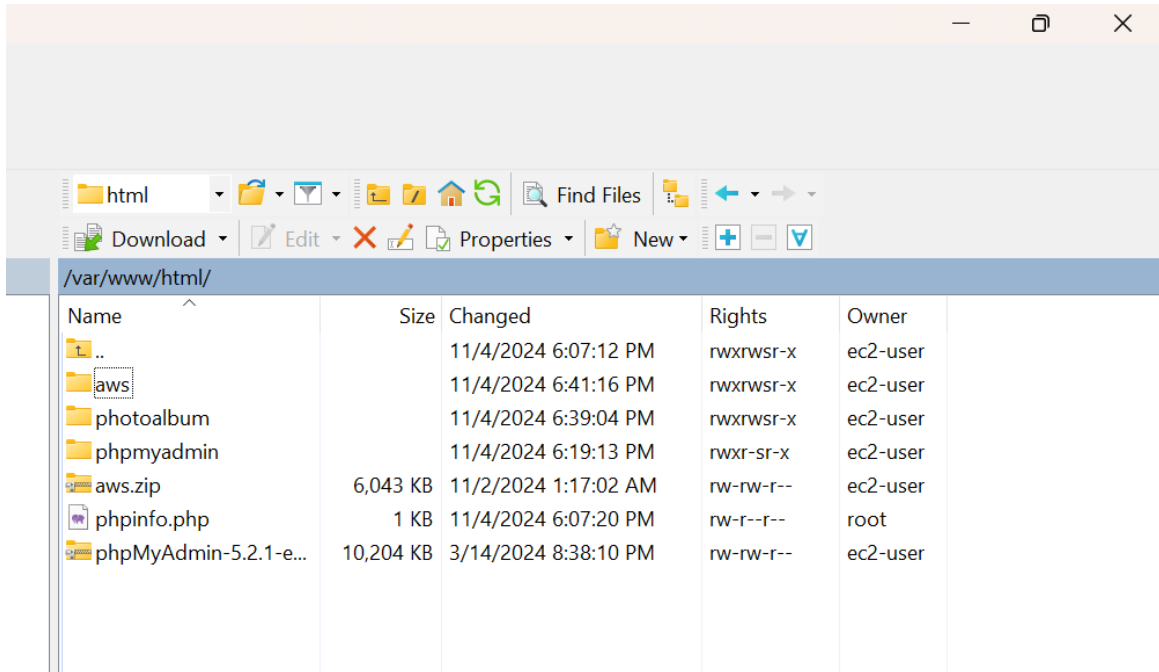 html
Find Files
Download Edit Properties New
/var/www/html/
Name Size Changed Rights Owner
.. 11/4/2024 6:07:12 PM rwxrwsr-x ec2-user
aws 11/4/2024 6:41:16 PM rwxrwsr-x ec2-user
photoalbum 11/4/2024 6:39:04 PM rwxrwsr-x ec2-user
phpmyadmin 11/4/2024 6:19:13 PM rwxr-sr-x ec2-user
aws.zip 6,043 KB 11/2/2024 1:17:02 AM rw-rw-r-- ec2-user
phpinfo.php 1 KB 11/4/2024 6:07:20 PM rw-r--r-- root
phpMyAdmin-5.2.1-e... 10,204 KB 3/14/2024 8:38:10 PM rw-rw-r-- ec2-user